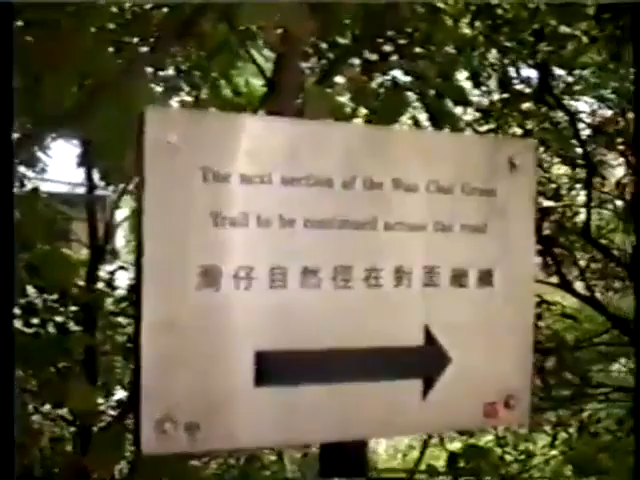 The next section of the Wan Chai Green
Trail to be continued across the road
灣仔自然徑在對面繼續